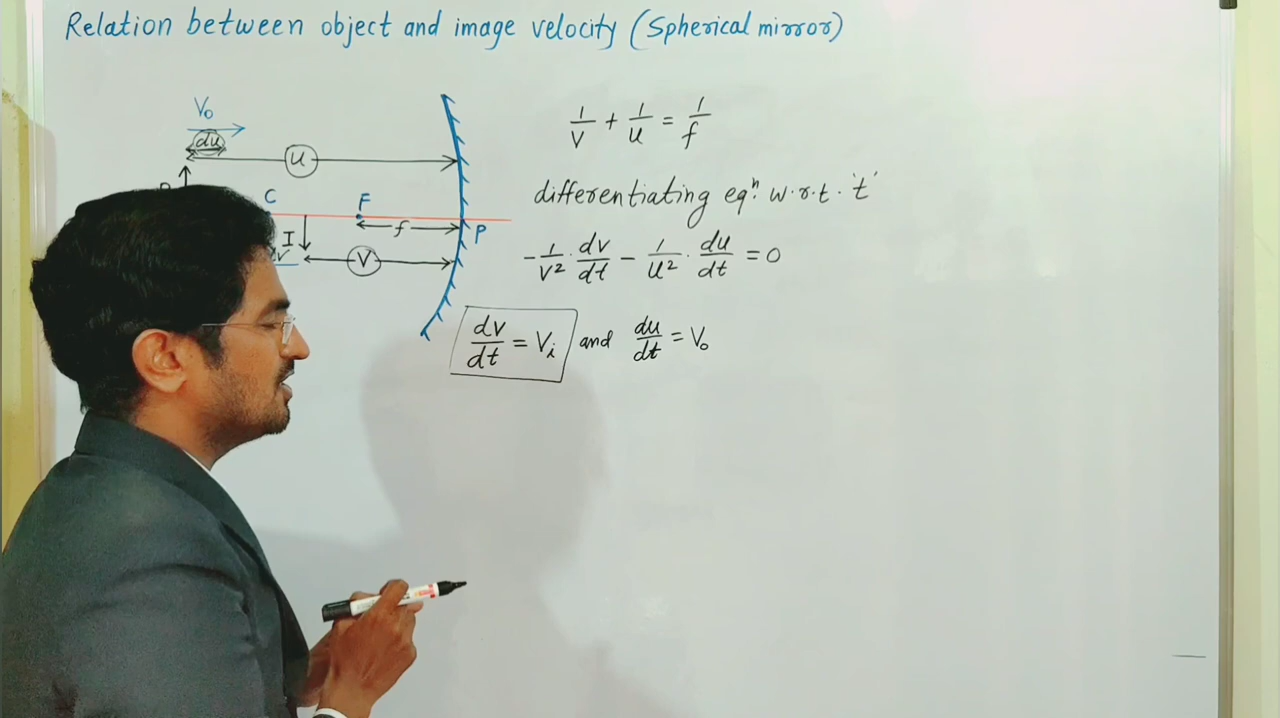 Relation between object and image velocity (Spherical mirror)
V₀
du
u
C
F
f
P
I
V
1/v + 1/u = 1/f
differentiating eqⁿ. w.r.t. 't'
-1/v² · dv/dt - 1/u² · du/dt = 0
dv/dt = Vᵢ and du/dt = V₀